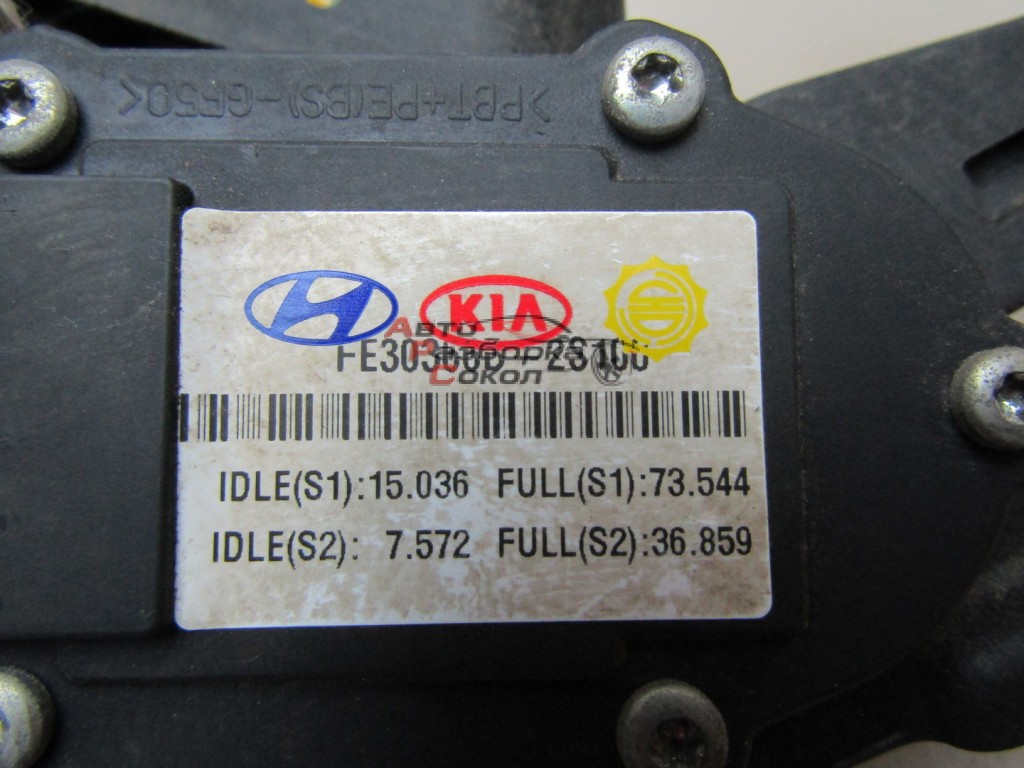 >PBT+PE(BS)-GF50<
KIA
Авто
Разборка
Сокол
IDLE(S1):15.036 FULL(S1):73.544
IDLE(S2): 7.572 FULL(S2):36.859